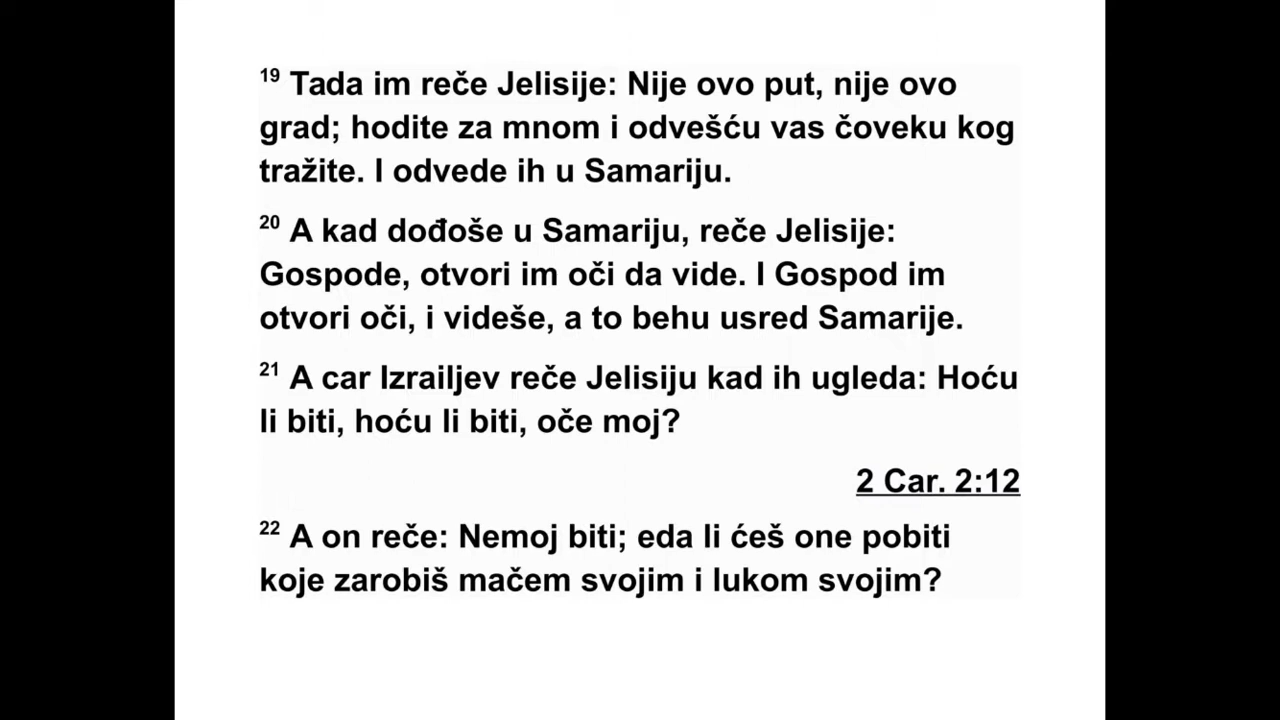 19 Tada im reče Jelisije: Nije ovo put, nije ovo
grad; hodite za mnom i odvešću vas čoveku kog
tražite. I odvede ih u Samariju.
20 A kad dođoše u Samariju, reče Jelisije:
Gospode, otvori im oči da vide. I Gospod im
otvori oči, i videše, a to behu usred Samarije.
21 A car Izrailjev reče Jelisiju kad ih ugleda: Hoću
li biti, hoću li biti, oče moj?
2 Car. 2:12
22 A on reče: Nemoj biti; eda li ćeš one pobiti
koje zarobiš mačem svojim i lukom svojim?